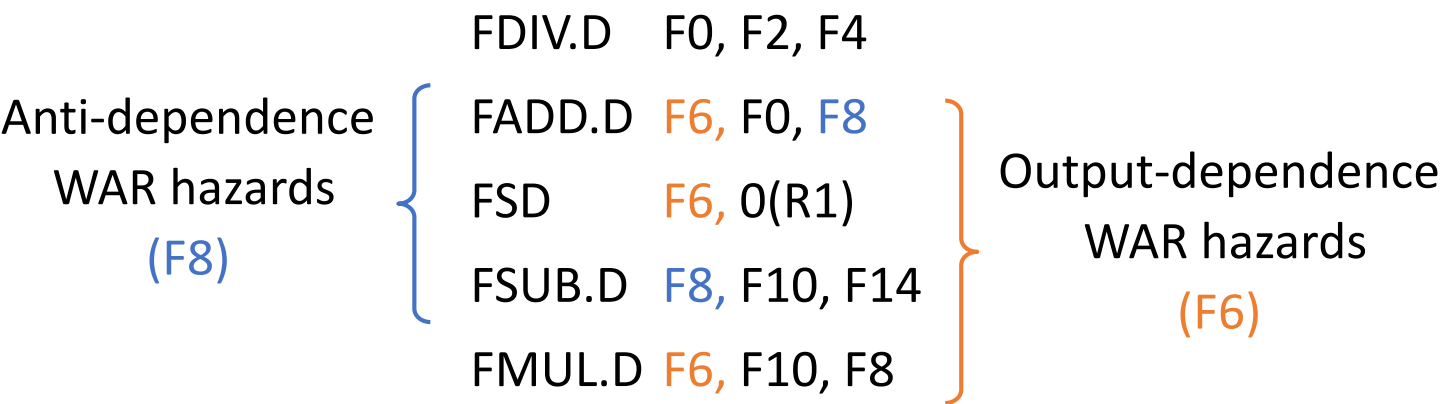 Anti-dependence
WAR hazards
(F8)
FDIV.D F0, F2, F4
FADD.D F6, F0, F8
FSD F6, 0(R1)
FSUB.D F8, F10, F14
FMUL.D F6, F10, F8
Output-dependence
WAR hazards
(F6)